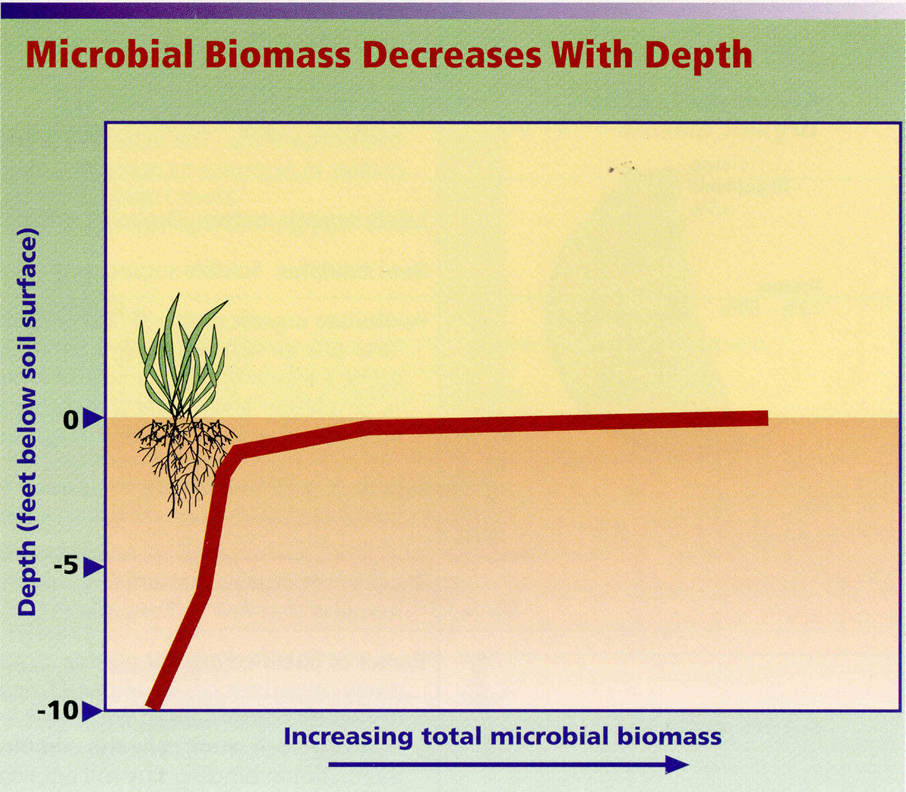 Microbial Biomass Decreases With Depth
Depth (feet below soil surface)
0
-5
-10
Increasing total microbial biomass